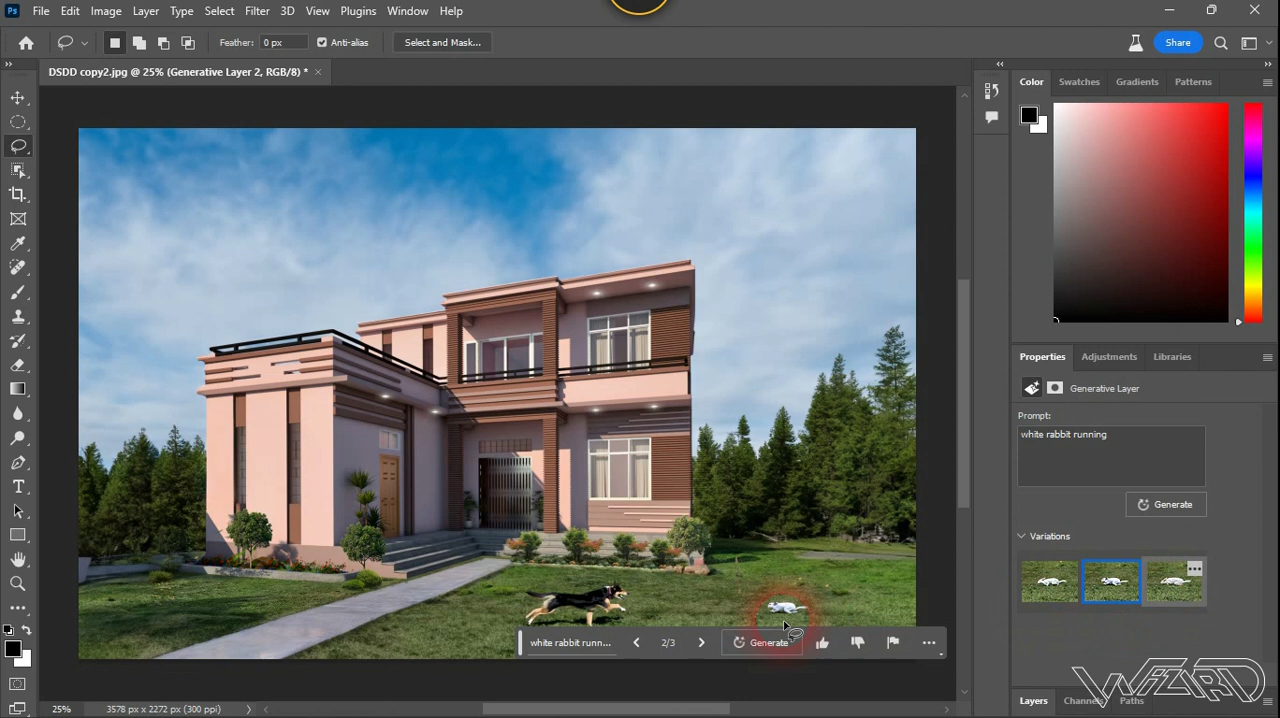 Ps File Edit Image Layer Type Select Filter 3D View Plugins Window Help
Feather: 0 px Anti-alias Select and Mask... Share
DSDD copy2.jpg @ 25% (Generative Layer 2, RGB/8) * ×
Color Swatches Gradients Patterns
Properties Adjustments Libraries
Generative Layer
Prompt:
white rabbit running
Generate
Variations
white rabbit runn... 2/3 Generate
Layers Channels Paths
25% 3578 px x 2272 px (300 ppi)
WIZARD